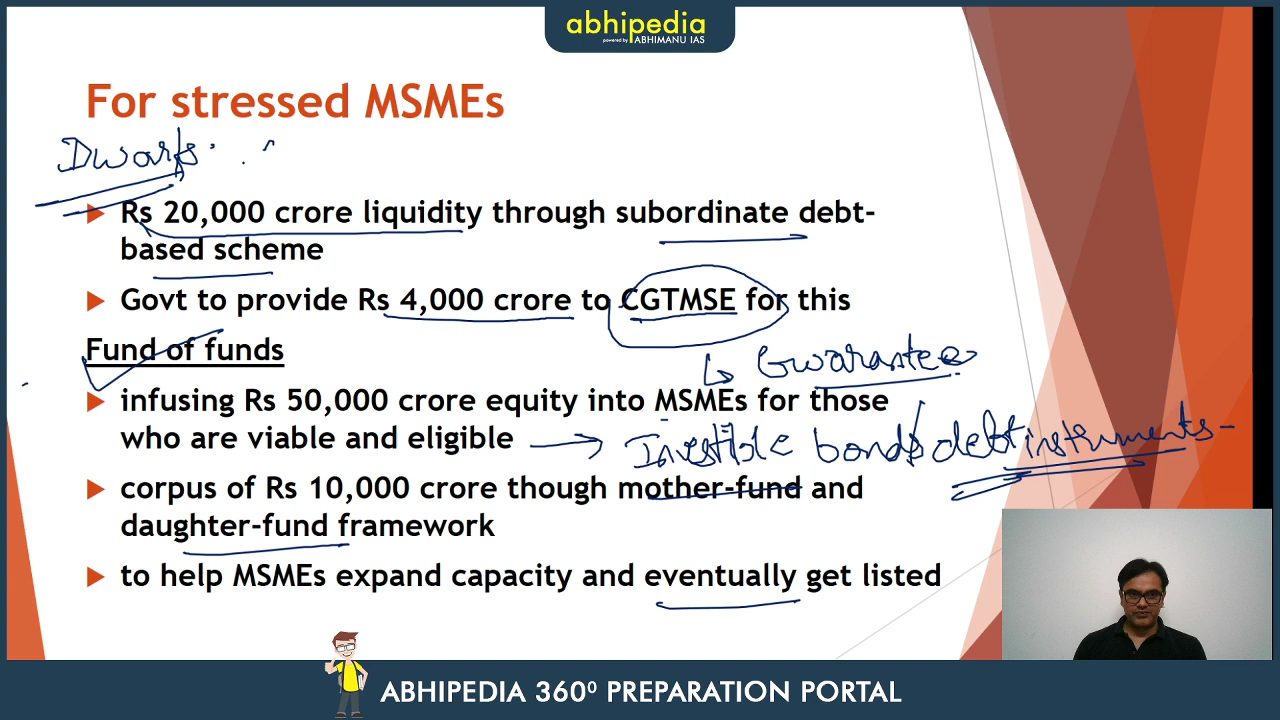 abhipedia
powered by ABHIMANU IAS
For stressed MSMEs
Dwarfs
Rs 20,000 crore liquidity through subordinate debt-
based scheme
Govt to provide Rs 4,000 crore to CGTMSE for this
Fund of funds
Gwarantee
infusing Rs 50,000 crore equity into MSMEs for those
who are viable and eligible
Investible bonds/debt instruments-
corpus of Rs 10,000 crore though mother-fund and
daughter-fund framework
to help MSMEs expand capacity and eventually get listed
ABHIPEDIA 360⁰ PREPARATION PORTAL